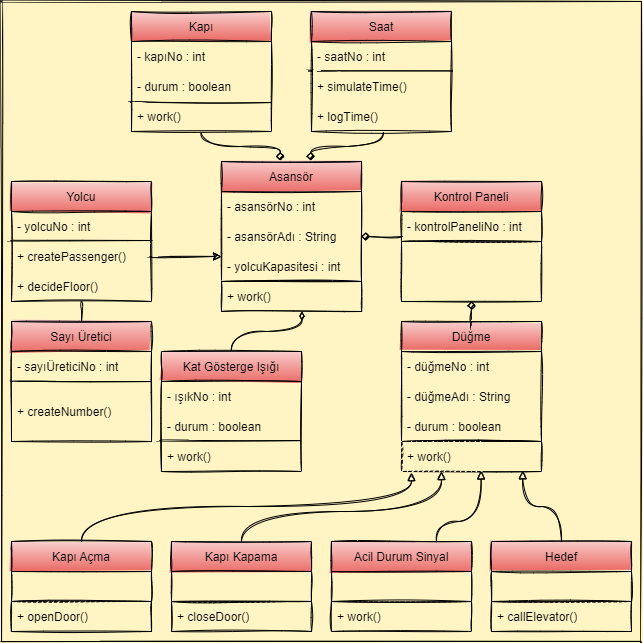 Kapı
- kapıNo : int
- durum : boolean
+ work()
Saat
- saatNo : int
+ simulateTime()
+ logTime()
Asansör
- asansörNo : int
- asansörAdı : String
- yolcuKapasitesi : int
+ work()
Yolcu
- yolcuNo : int
+ createPassenger()
+ decideFloor()
Kontrol Paneli
- kontrolPaneliNo : int
Sayı Üretici
- sayıÜreticiNo : int
+ createNumber()
Kat Gösterge Işığı
- ışıkNo : int
- durum : boolean
+ work()
Düğme
- düğmeNo : int
- düğmeAdı : String
- durum : boolean
+ work()
Kapı Açma
+ openDoor()
Kapı Kapama
+ closeDoor()
Acil Durum Sinyal
+ work()
Hedef
+ callElevator()